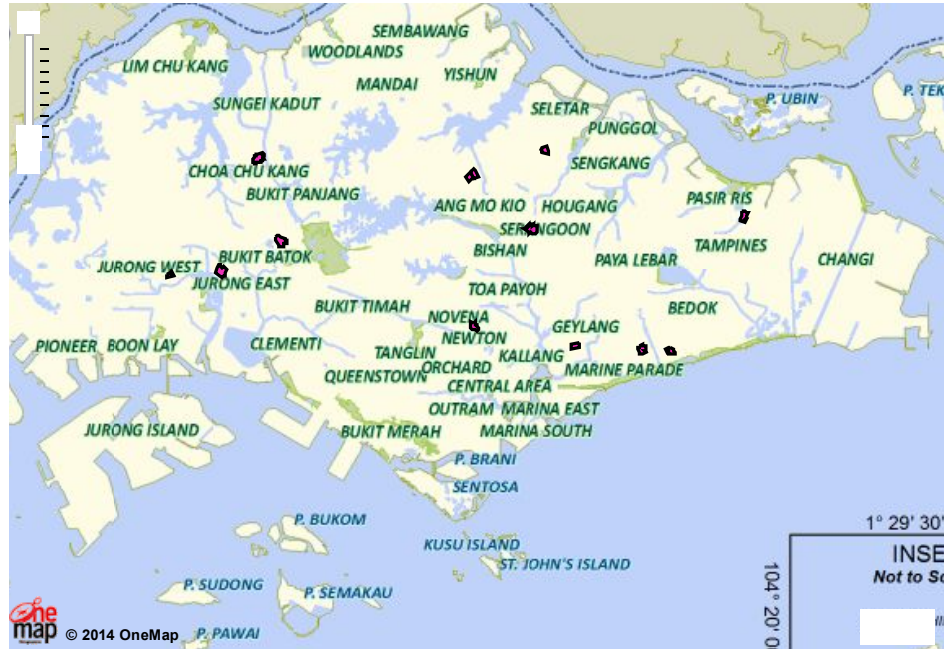 SEMBAWANG
WOODLANDS
LIM CHU KANG
MANDAI
YISHUN
P. UBIN
P. TEK
SUNGEI KADUT
SELETAR
PUNGGOL
CHOA CHU KANG
SENGKANG
BUKIT PANJANG
ANG MO KIO
HOUGANG
PASIR RIS
SERANGOON
BISHAN
TAMPINES
BUKIT BATOK
PAYA LEBAR
CHANGI
JURONG WEST
JURONG EAST
TOA PAYOH
BUKIT TIMAH
NOVENA
BEDOK
GEYLANG
NEWTON
PIONEER
BOON LAY
CLEMENTI
TANGLIN
KALLANG
ORCHARD
MARINE PARADE
QUEENSTOWN
CENTRAL AREA
OUTRAM
MARINA EAST
JURONG ISLAND
BUKIT MERAH
MARINA SOUTH
P. BRANI
SENTOSA
P. BUKOM
1° 29' 30'
KUSU ISLAND
INSE
ST. JOHN'S ISLAND
Not to Sc
104° 20' 0
P. SUDONG
P. SEMAKAU
One
map © 2014 OneMap
P. PAWAI